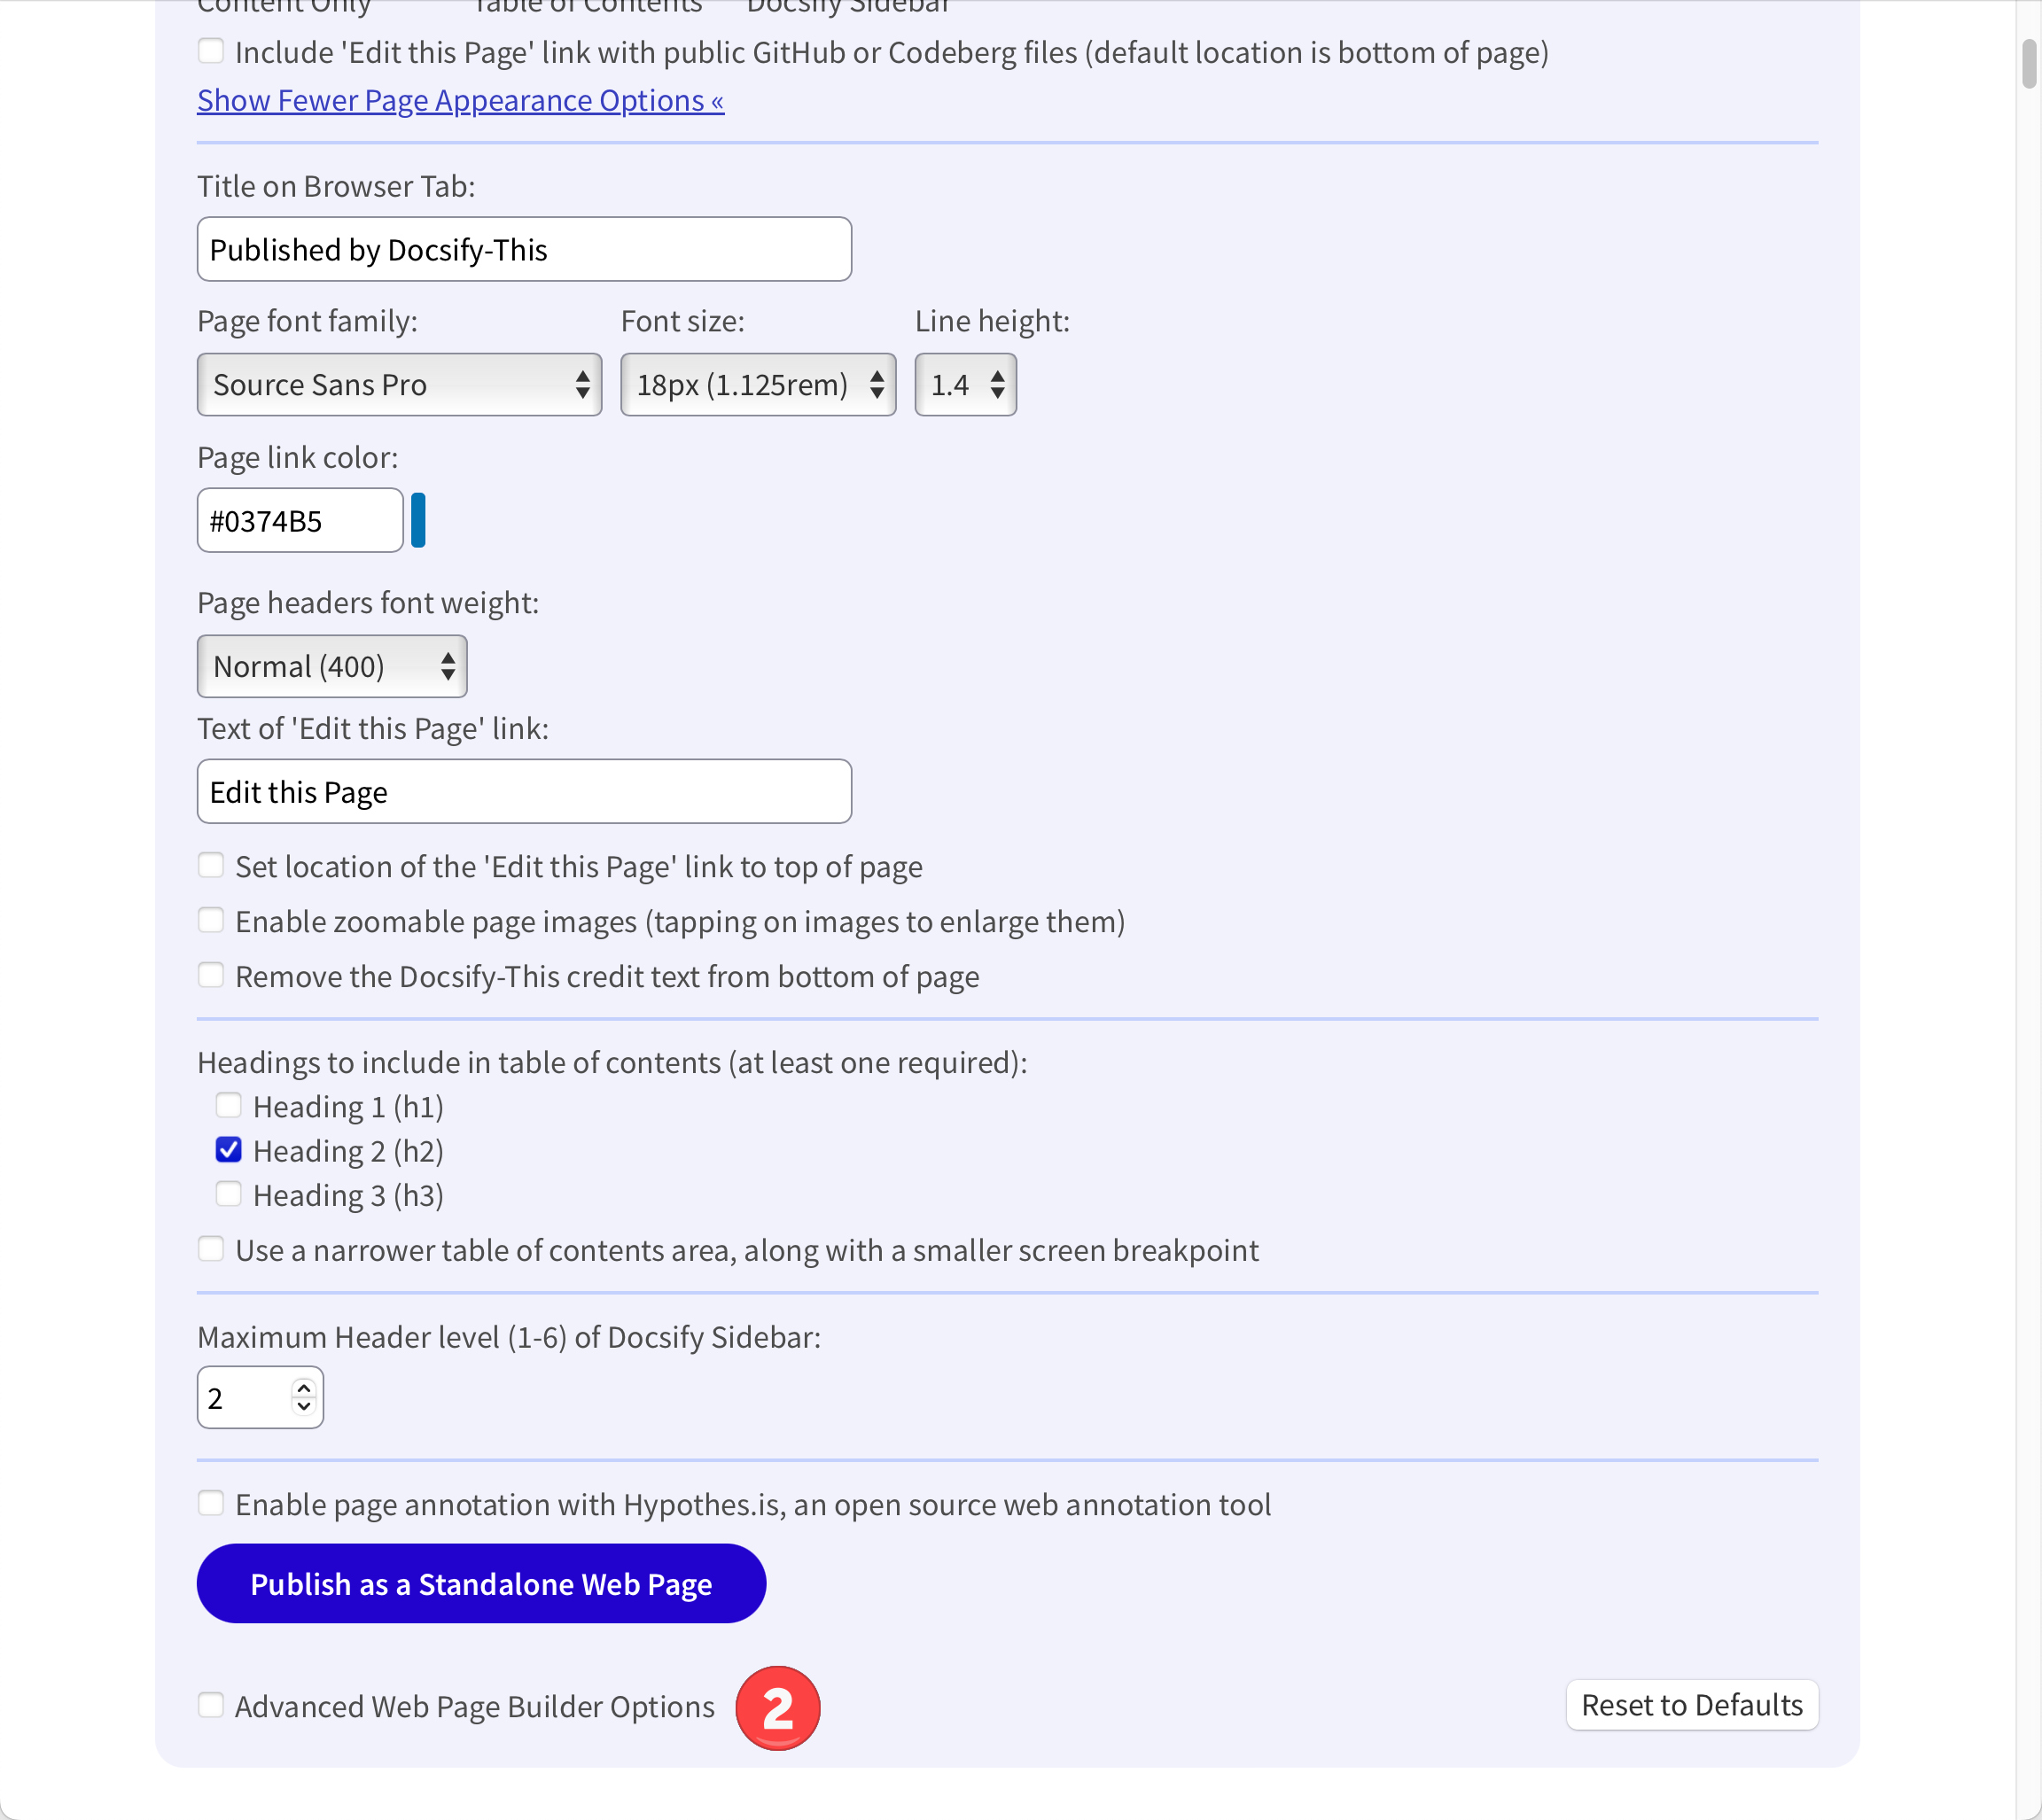 Content Only Table of Contents Docsify Sidebar
Include 'Edit this Page' link with public GitHub or Codeberg files (default location is bottom of page)
Show Fewer Page Appearance Options «
Title on Browser Tab:
Published by Docsify-This
Page font family: Font size: Line height:
Source Sans Pro 18px (1.125rem) 1.4
Page link color:
#0374B5
Page headers font weight:
Normal (400)
Text of 'Edit this Page' link:
Edit this Page
Set location of the 'Edit this Page' link to top of page
Enable zoomable page images (tapping on images to enlarge them)
Remove the Docsify-This credit text from bottom of page
Headings to include in table of contents (at least one required):
Heading 1 (h1)
Heading 2 (h2)
Heading 3 (h3)
Use a narrower table of contents area, along with a smaller screen breakpoint
Maximum Header level (1-6) of Docsify Sidebar:
2
Enable page annotation with Hypothes.is, an open source web annotation tool
Publish as a Standalone Web Page
Advanced Web Page Builder Options 2 Reset to Defaults